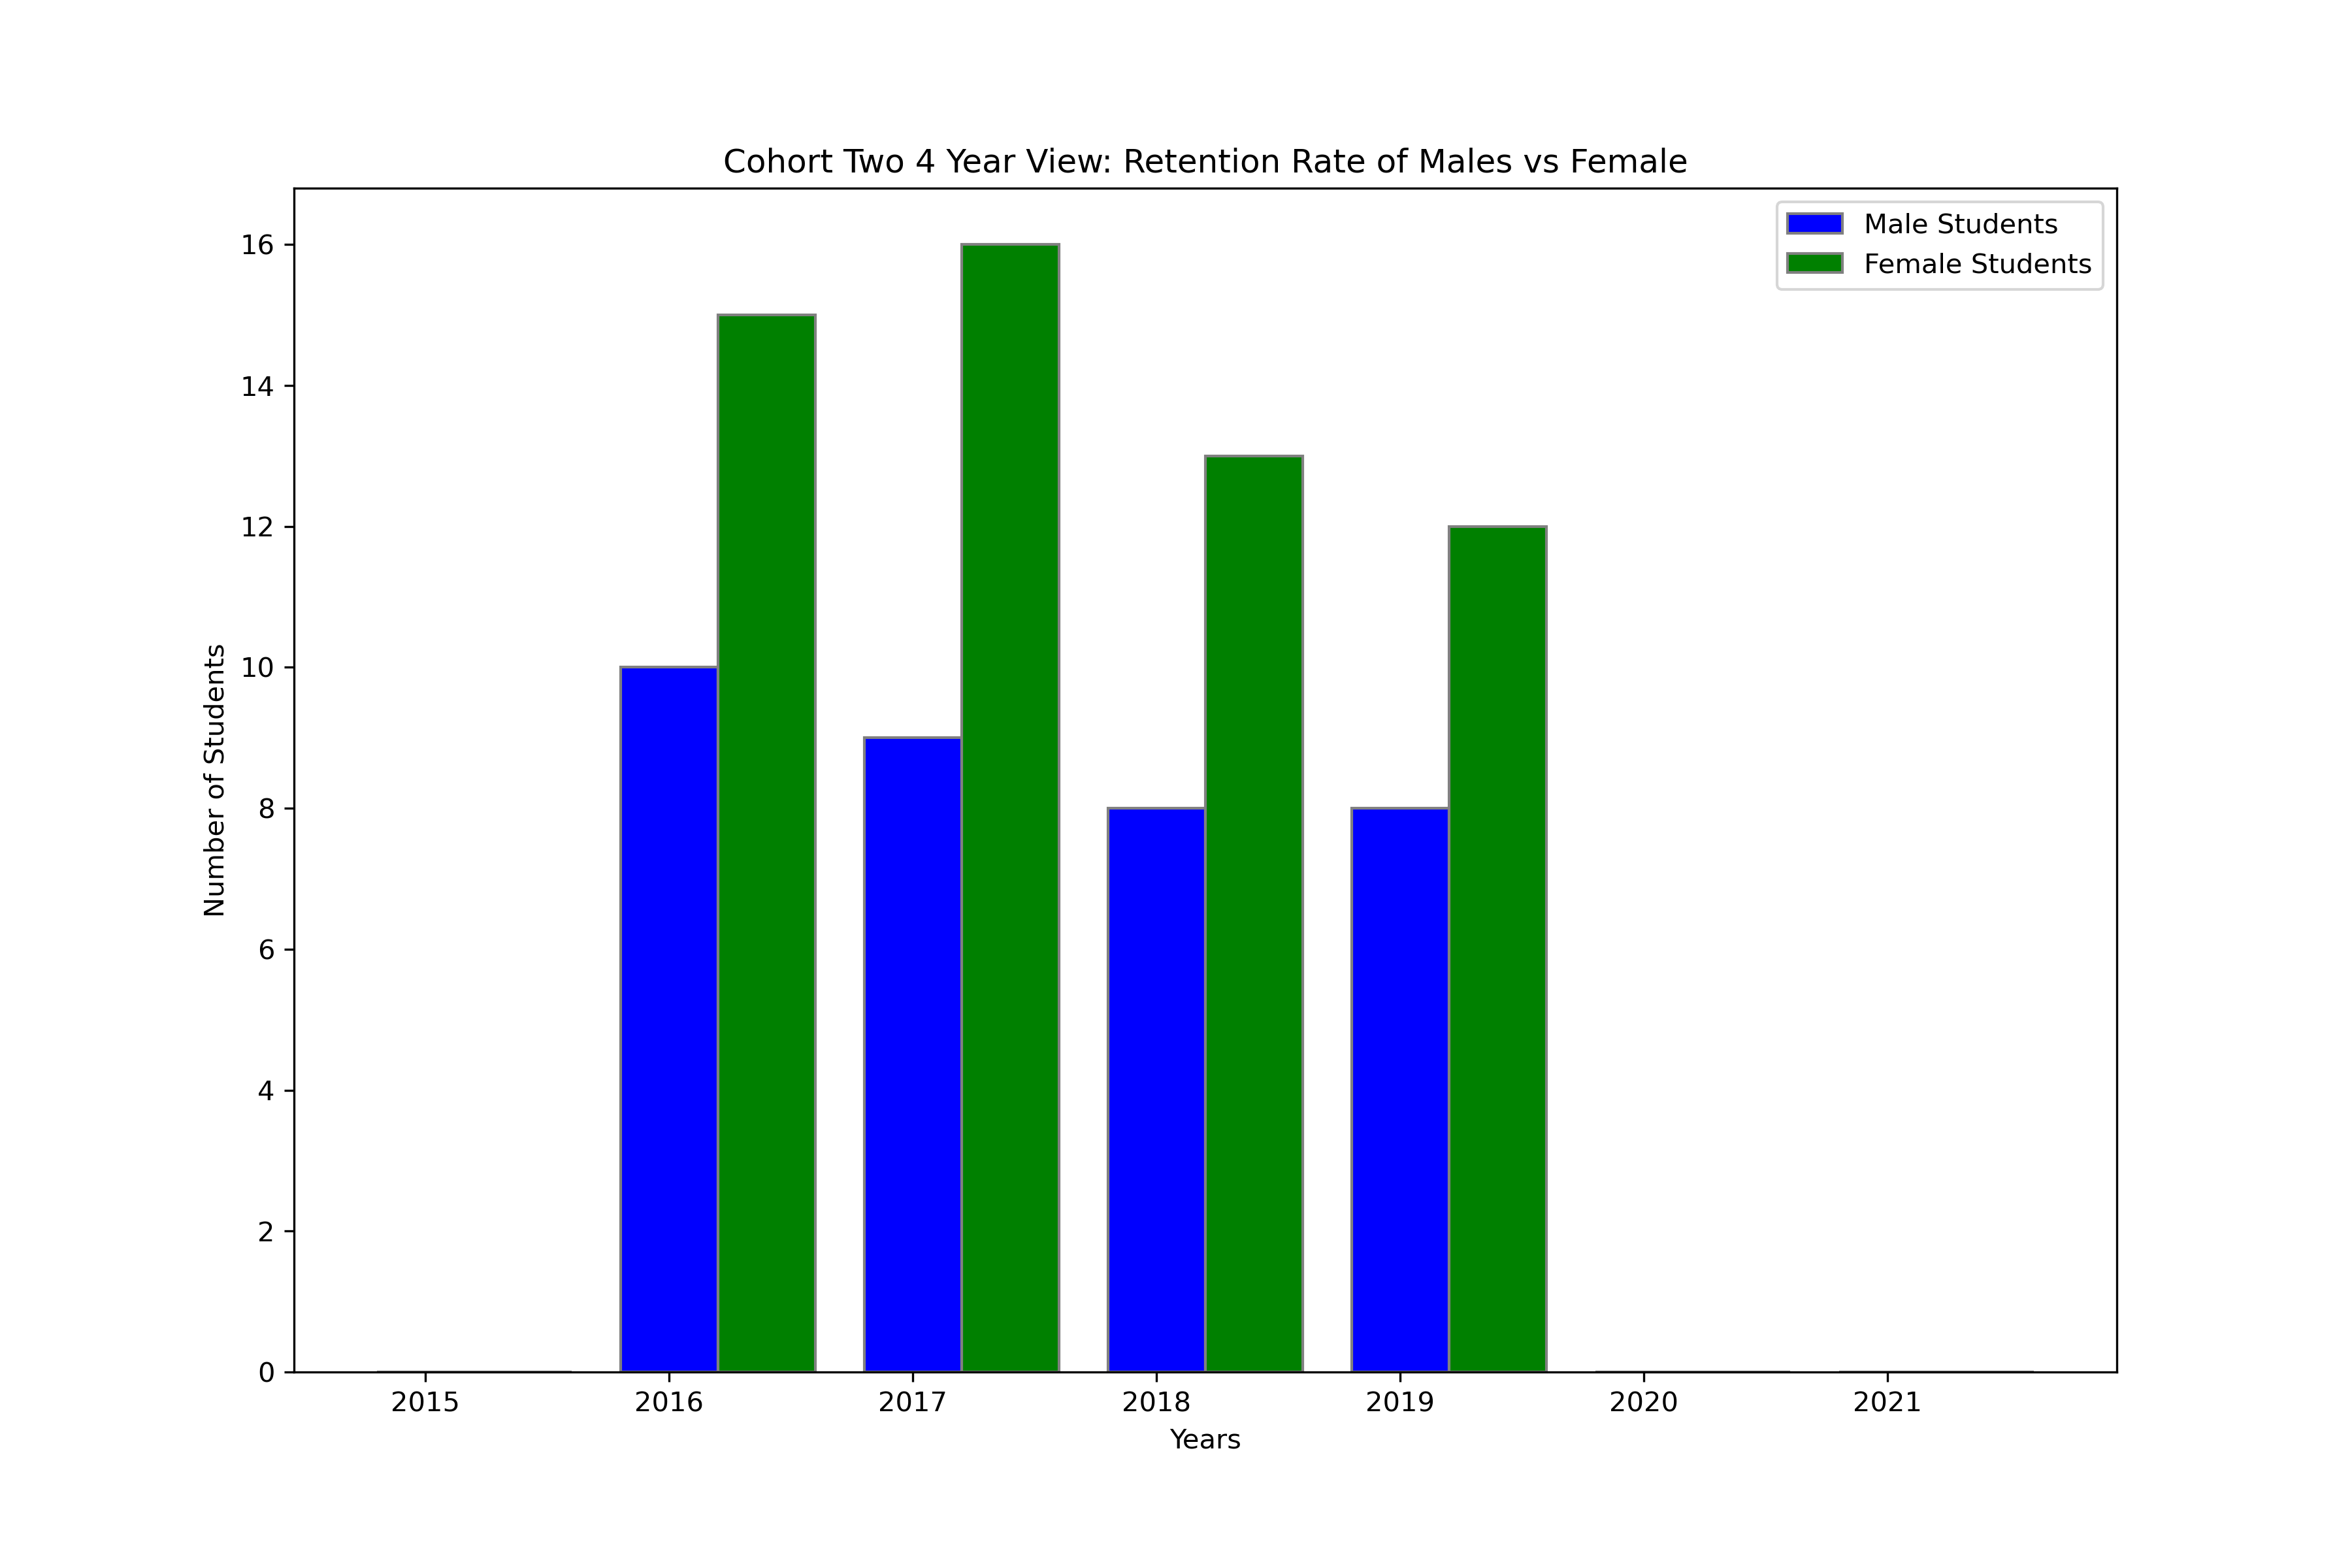 Cohort Two 4 Year View: Retention Rate of Males vs Female
Male Students
Female Students
16
14
12
10
8
6
4
2
0
Number of Students
2015 2016 2017 2018 2019 2020 2021
Years